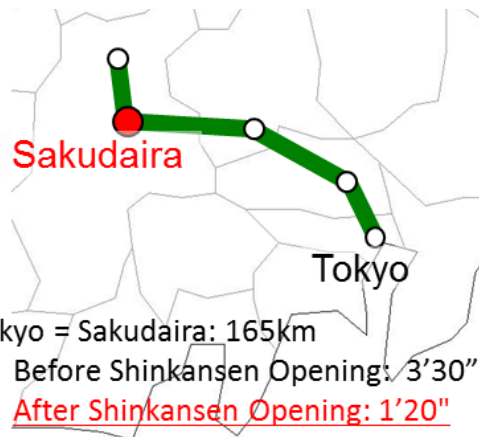 Sakudaira
Tokyo
kyo = Sakudaira: 165km
Before Shinkansen Opening: 3’30”
After Shinkansen Opening: 1'20"